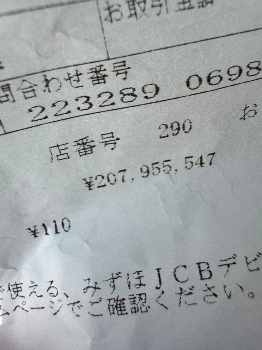 お取引金額
問合わせ番号
223289 0698
店番号 290 お
¥207,955,547
¥110
使える、みずほJCBデビ
ムページでご確認ください。